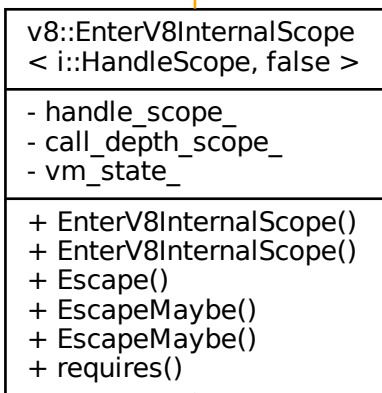 v8::EnterV8InternalScope
< i::HandleScope, false >
- handle_scope_
- call_depth_scope_
- vm_state_
+ EnterV8InternalScope()
+ EnterV8InternalScope()
+ Escape()
+ EscapeMaybe()
+ EscapeMaybe()
+ requires()